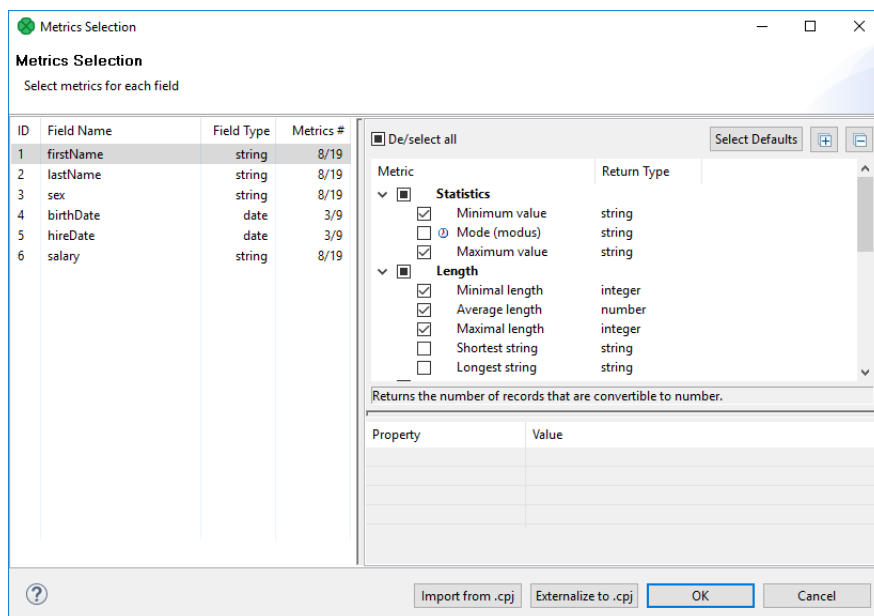 Metrics Selection
Metrics Selection
Select metrics for each field
ID Field Name Field Type Metrics #
1 firstName string 8/19
2 lastName string 8/19
3 sex string 8/19
4 birthDate date 3/9
5 hireDate date 3/9
6 salary string 8/19
De/select all Select Defaults
Metric Return Type
Statistics
Minimum value string
Mode (modus) string
Maximum value string
Length
Minimal length integer
Average length number
Maximal length integer
Shortest string string
Longest string string
Returns the number of records that are convertible to number.
Property Value
Import from .cpj Externalize to .cpj OK Cancel